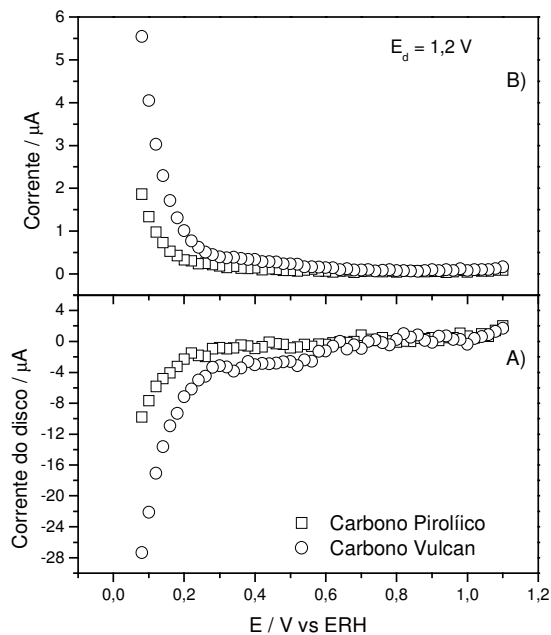 6
5
4
3
2
1
0
Corrente / µA
E_d = 1,2 V
B)
4
0
-4
-8
-12
-16
-20
-24
-28
Corrente do disco / µA
A)
Carbono Pirolíico
Carbono Vulcan
0,0 0,2 0,4 0,6 0,8 1,0 1,2
E / V vs ERH